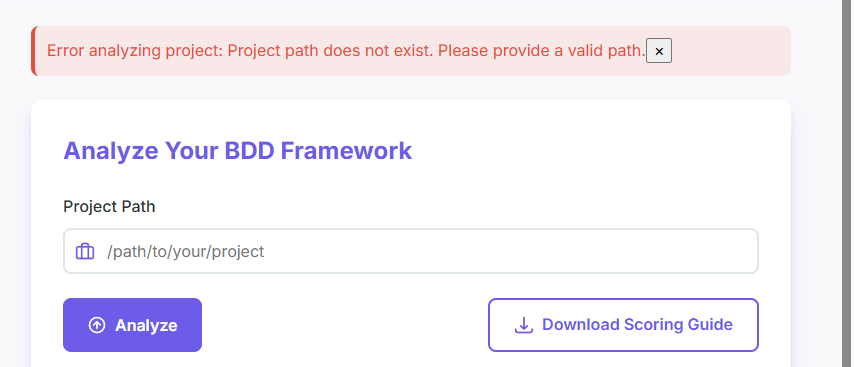 Error analyzing project: Project path does not exist. Please provide a valid path. ×
Analyze Your BDD Framework
Project Path
/path/to/your/project
Analyze
Download Scoring Guide